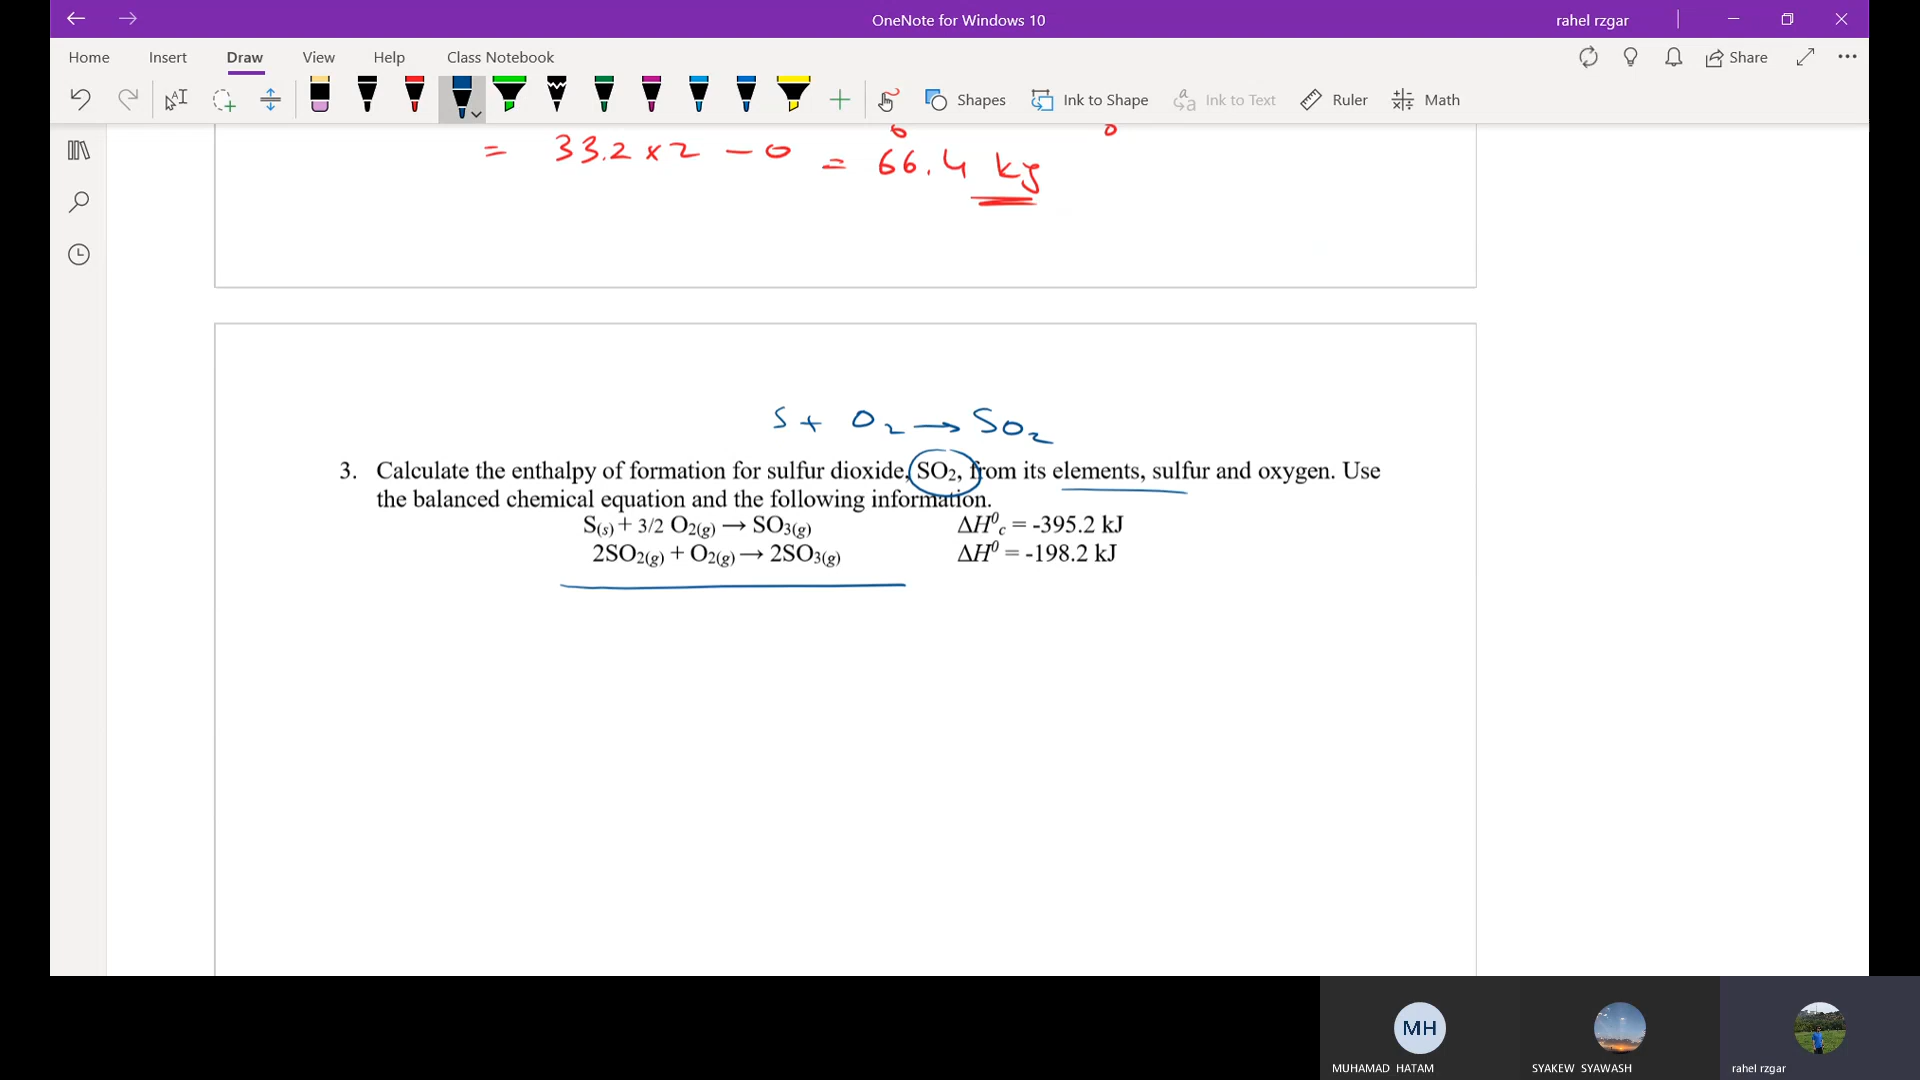 OneNote for Windows 10
rahel rzgar
Home Insert Draw View Help Class Notebook Share
Shapes Ink to Shape Ink to Text Ruler Math
= 33.2 x 2 - 0 = 66.4 kg
S + O2 → SO2
3. Calculate the enthalpy of formation for sulfur dioxide, SO2, from its elements, sulfur and oxygen. Use
the balanced chemical equation and the following information.
S(s) + 3/2 O2(g) → SO3(g) ΔH⁰c = -395.2 kJ
2SO2(g) + O2(g) → 2SO3(g) ΔH⁰ = -198.2 kJ
MH
MUHAMAD HATAM SYAKEW SYAWASH rahel rzgar